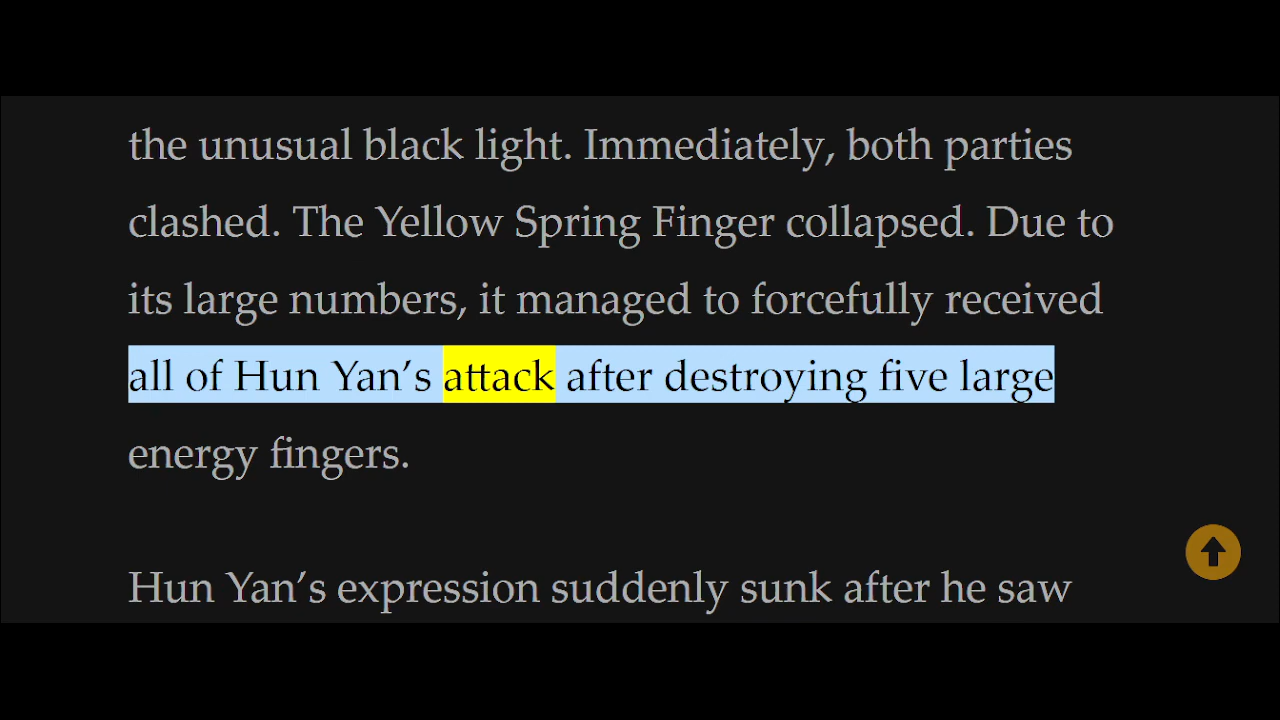 the unusual black light. Immediately, both parties
clashed. The Yellow Spring Finger collapsed. Due to
its large numbers, it managed to forcefully received
all of Hun Yan’s attack after destroying five large
energy fingers.
Hun Yan’s expression suddenly sunk after he saw